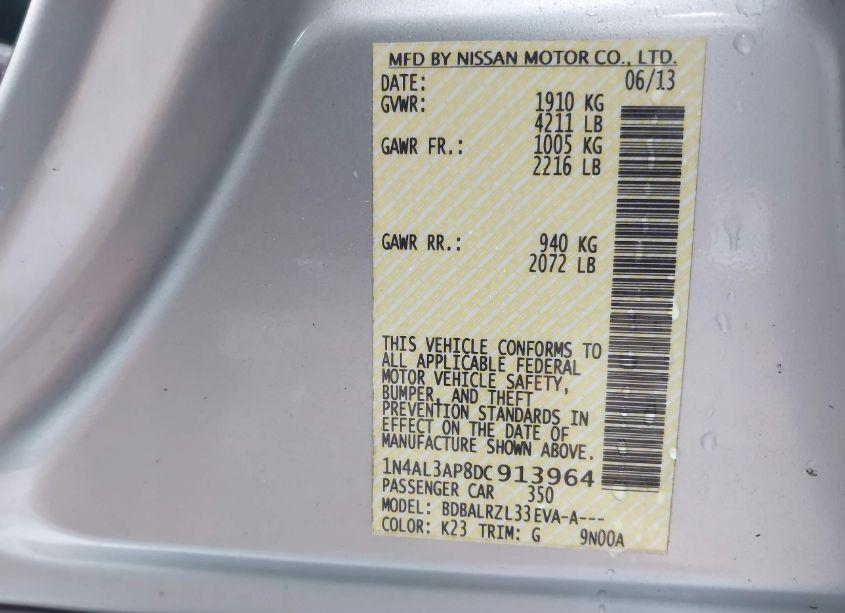 MFD BY NISSAN MOTOR CO., LTD.
DATE: 06/13
GVWR: 1910 KG
4211 LB
GAWR FR.: 1005 KG
2216 LB
GAWR RR.: 940 KG
2072 LB
THIS VEHICLE CONFORMS TO
ALL APPLICABLE FEDERAL
MOTOR VEHICLE SAFETY,
BUMPER, AND THEFT
PREVENTION STANDARDS IN
EFFECT ON THE DATE OF
MANUFACTURE SHOWN ABOVE.
1N4AL3AP8DC913964
PASSENGER CAR 350
MODEL: BDBALRZL33EVA-A---
COLOR: K23 TRIM: G 9N00A